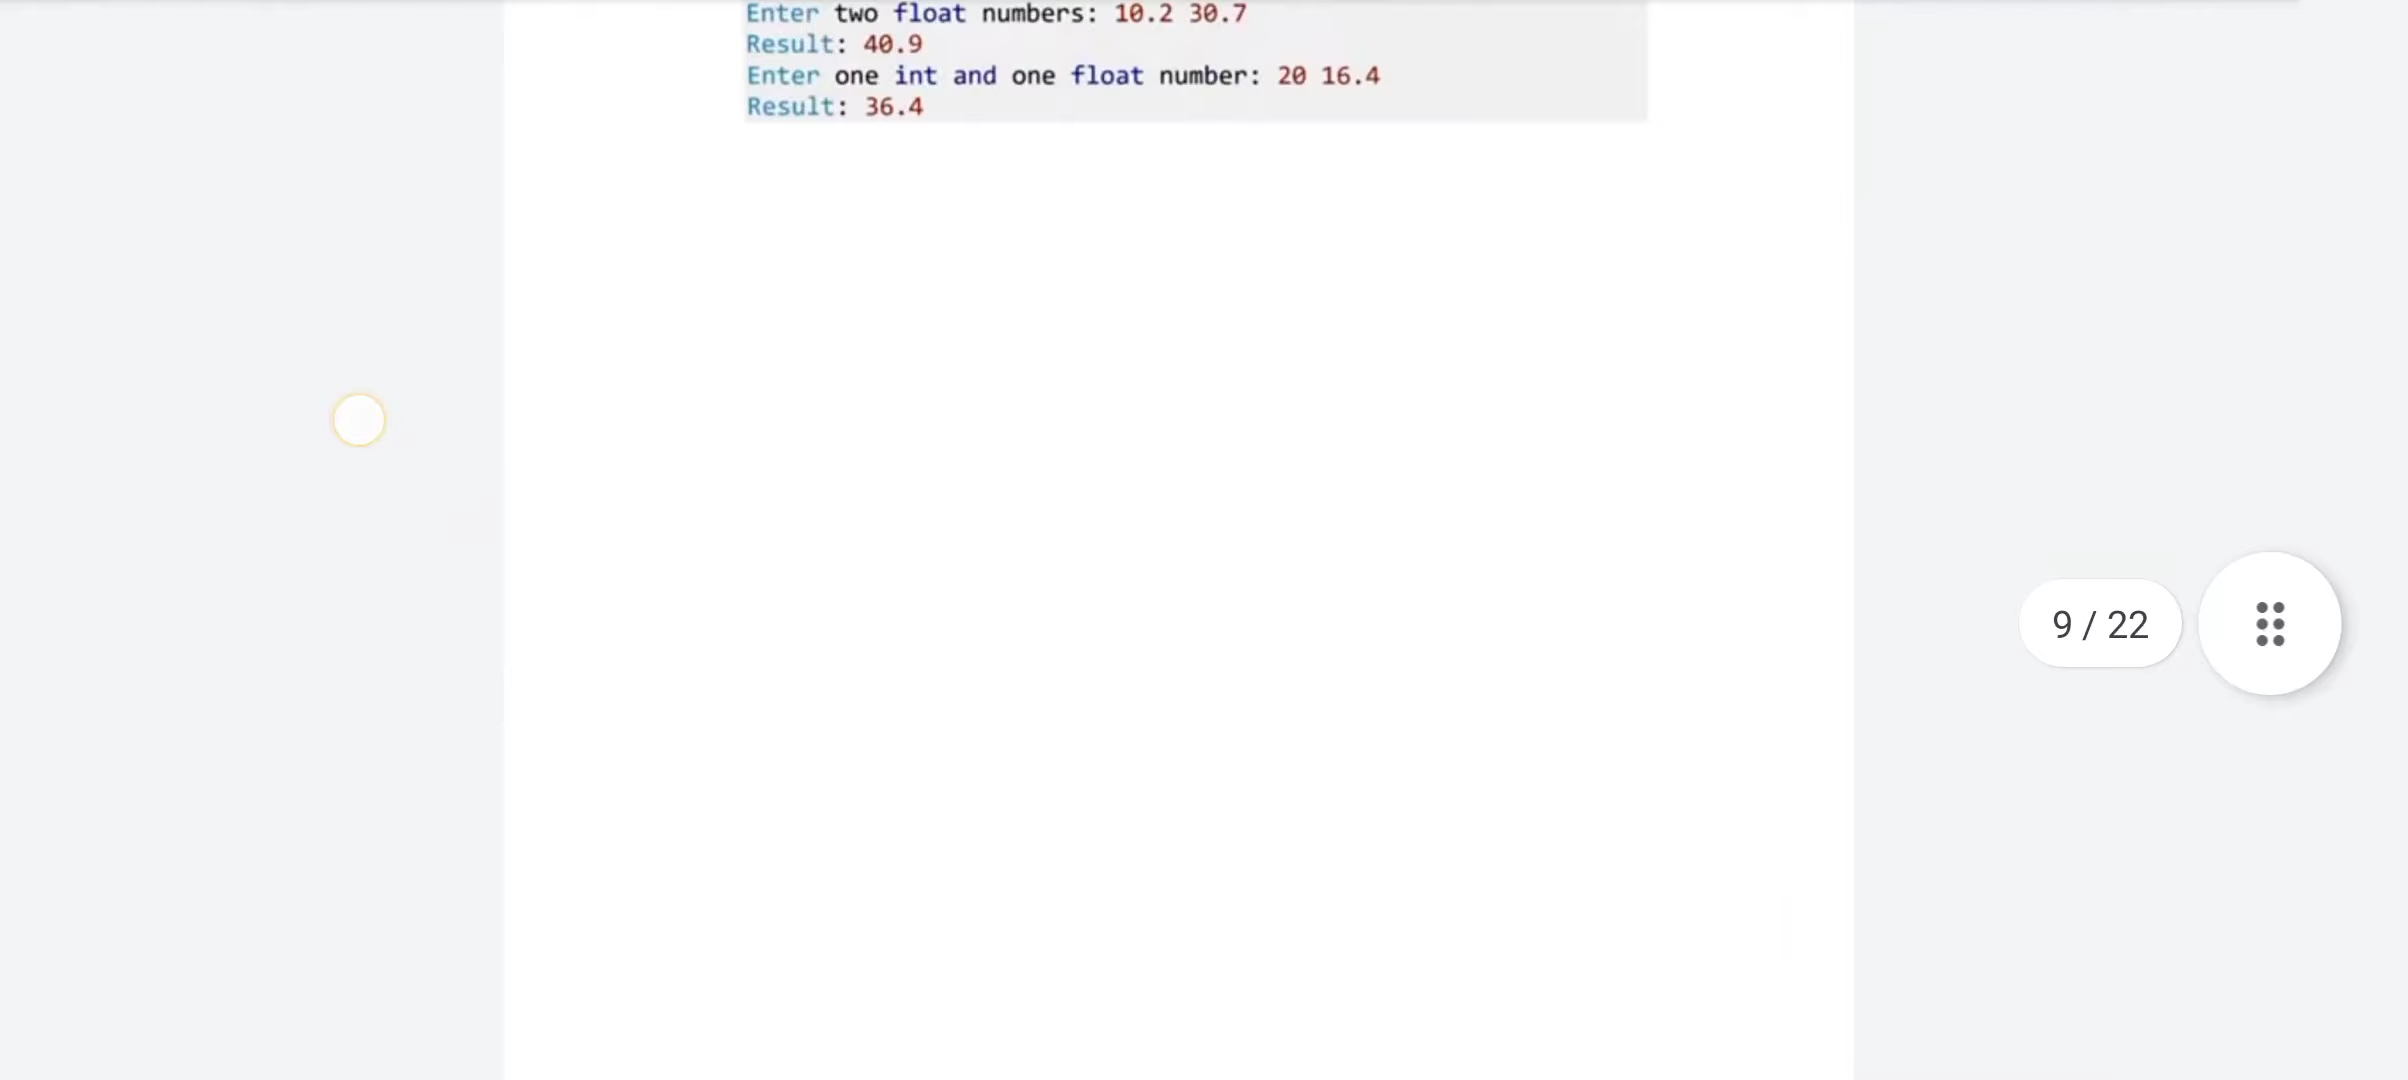 Enter two float numbers: 10.2 30.7
Result: 40.9
Enter one int and one float number: 20 16.4
Result: 36.4
9 / 22